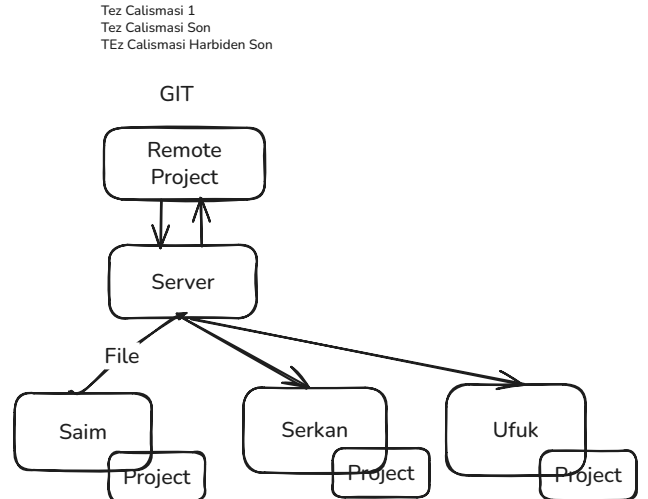 Tez Calismasi 1
Tez Calismasi Son
TEz Calismasi Harbiden Son
GIT
Remote
Project
Server
File
Saim
Serkan
Ufuk
Project
Project
Project